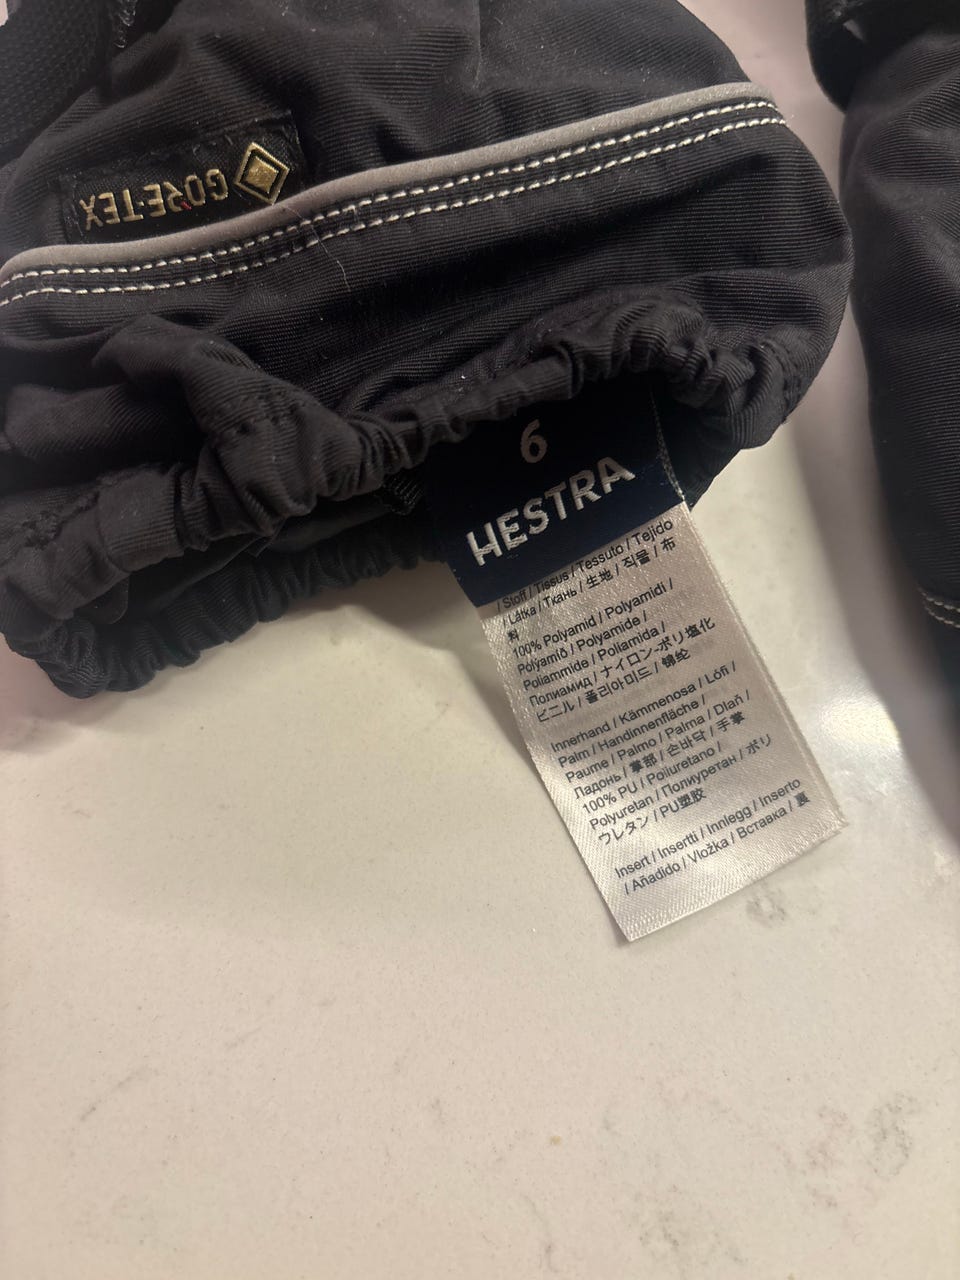 GORE-TEX
6
HESTRA
/ Stoff / Tissus / Tessuto / Tejido
/ Látka / Ткань / 生地 / 직물 / 布
料
100% Polyamid / Polyamidi /
Pólýamíð / Polyamide /
Poliammide / Poliamida /
Полиамид / ナイロン-ポリ塩化
ビニル / 폴리아미드 / 锦纶
Innerhand / Kämmenosa / Lófi /
Palm / Handinnenfläche /
Paume / Palmo / Palma / Dlaň /
Ладонь / 掌部 / 손바닥 / 手掌
100% PU / Poliuretano /
Polyuretan / Полиуретан / ポリ
ウレタン / PU塑胶
Insert / Insertti / Innlegg / Inserto
/ Añadido / Vložka / Вставка / 裏